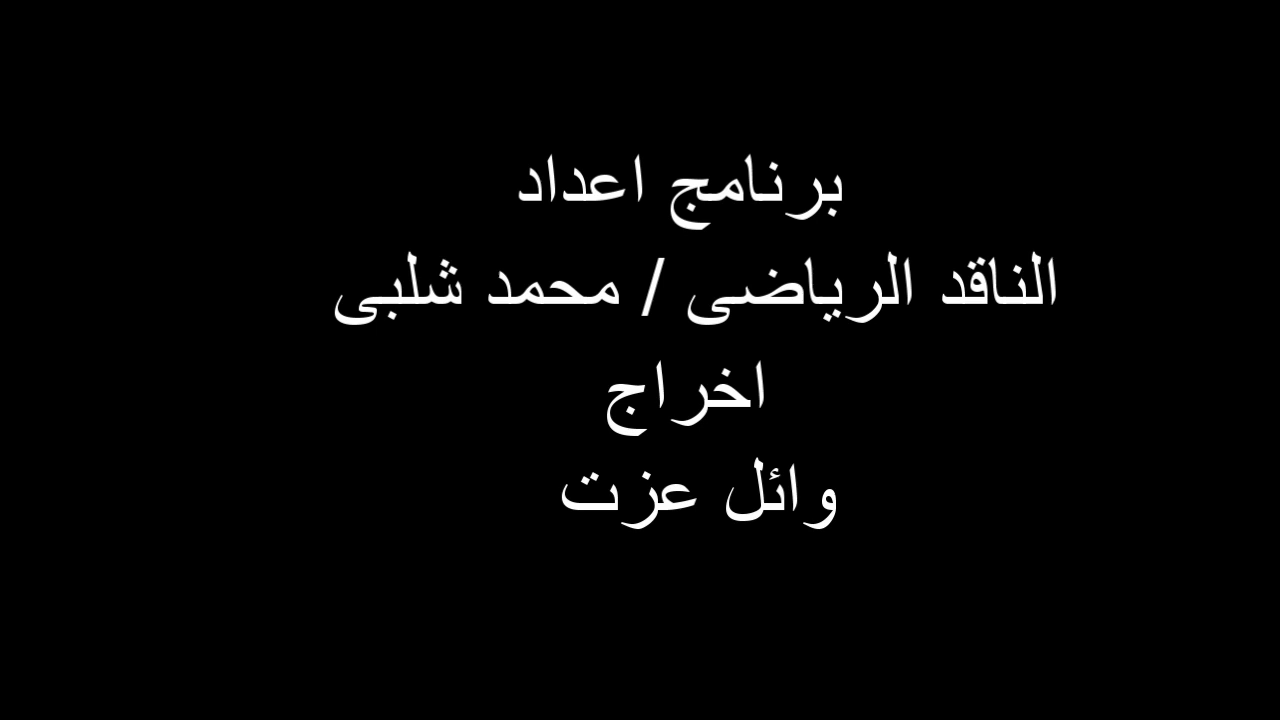 برنامج اعداد
الناقد الرياضى / محمد شلبى
اخراج
وائل عزت